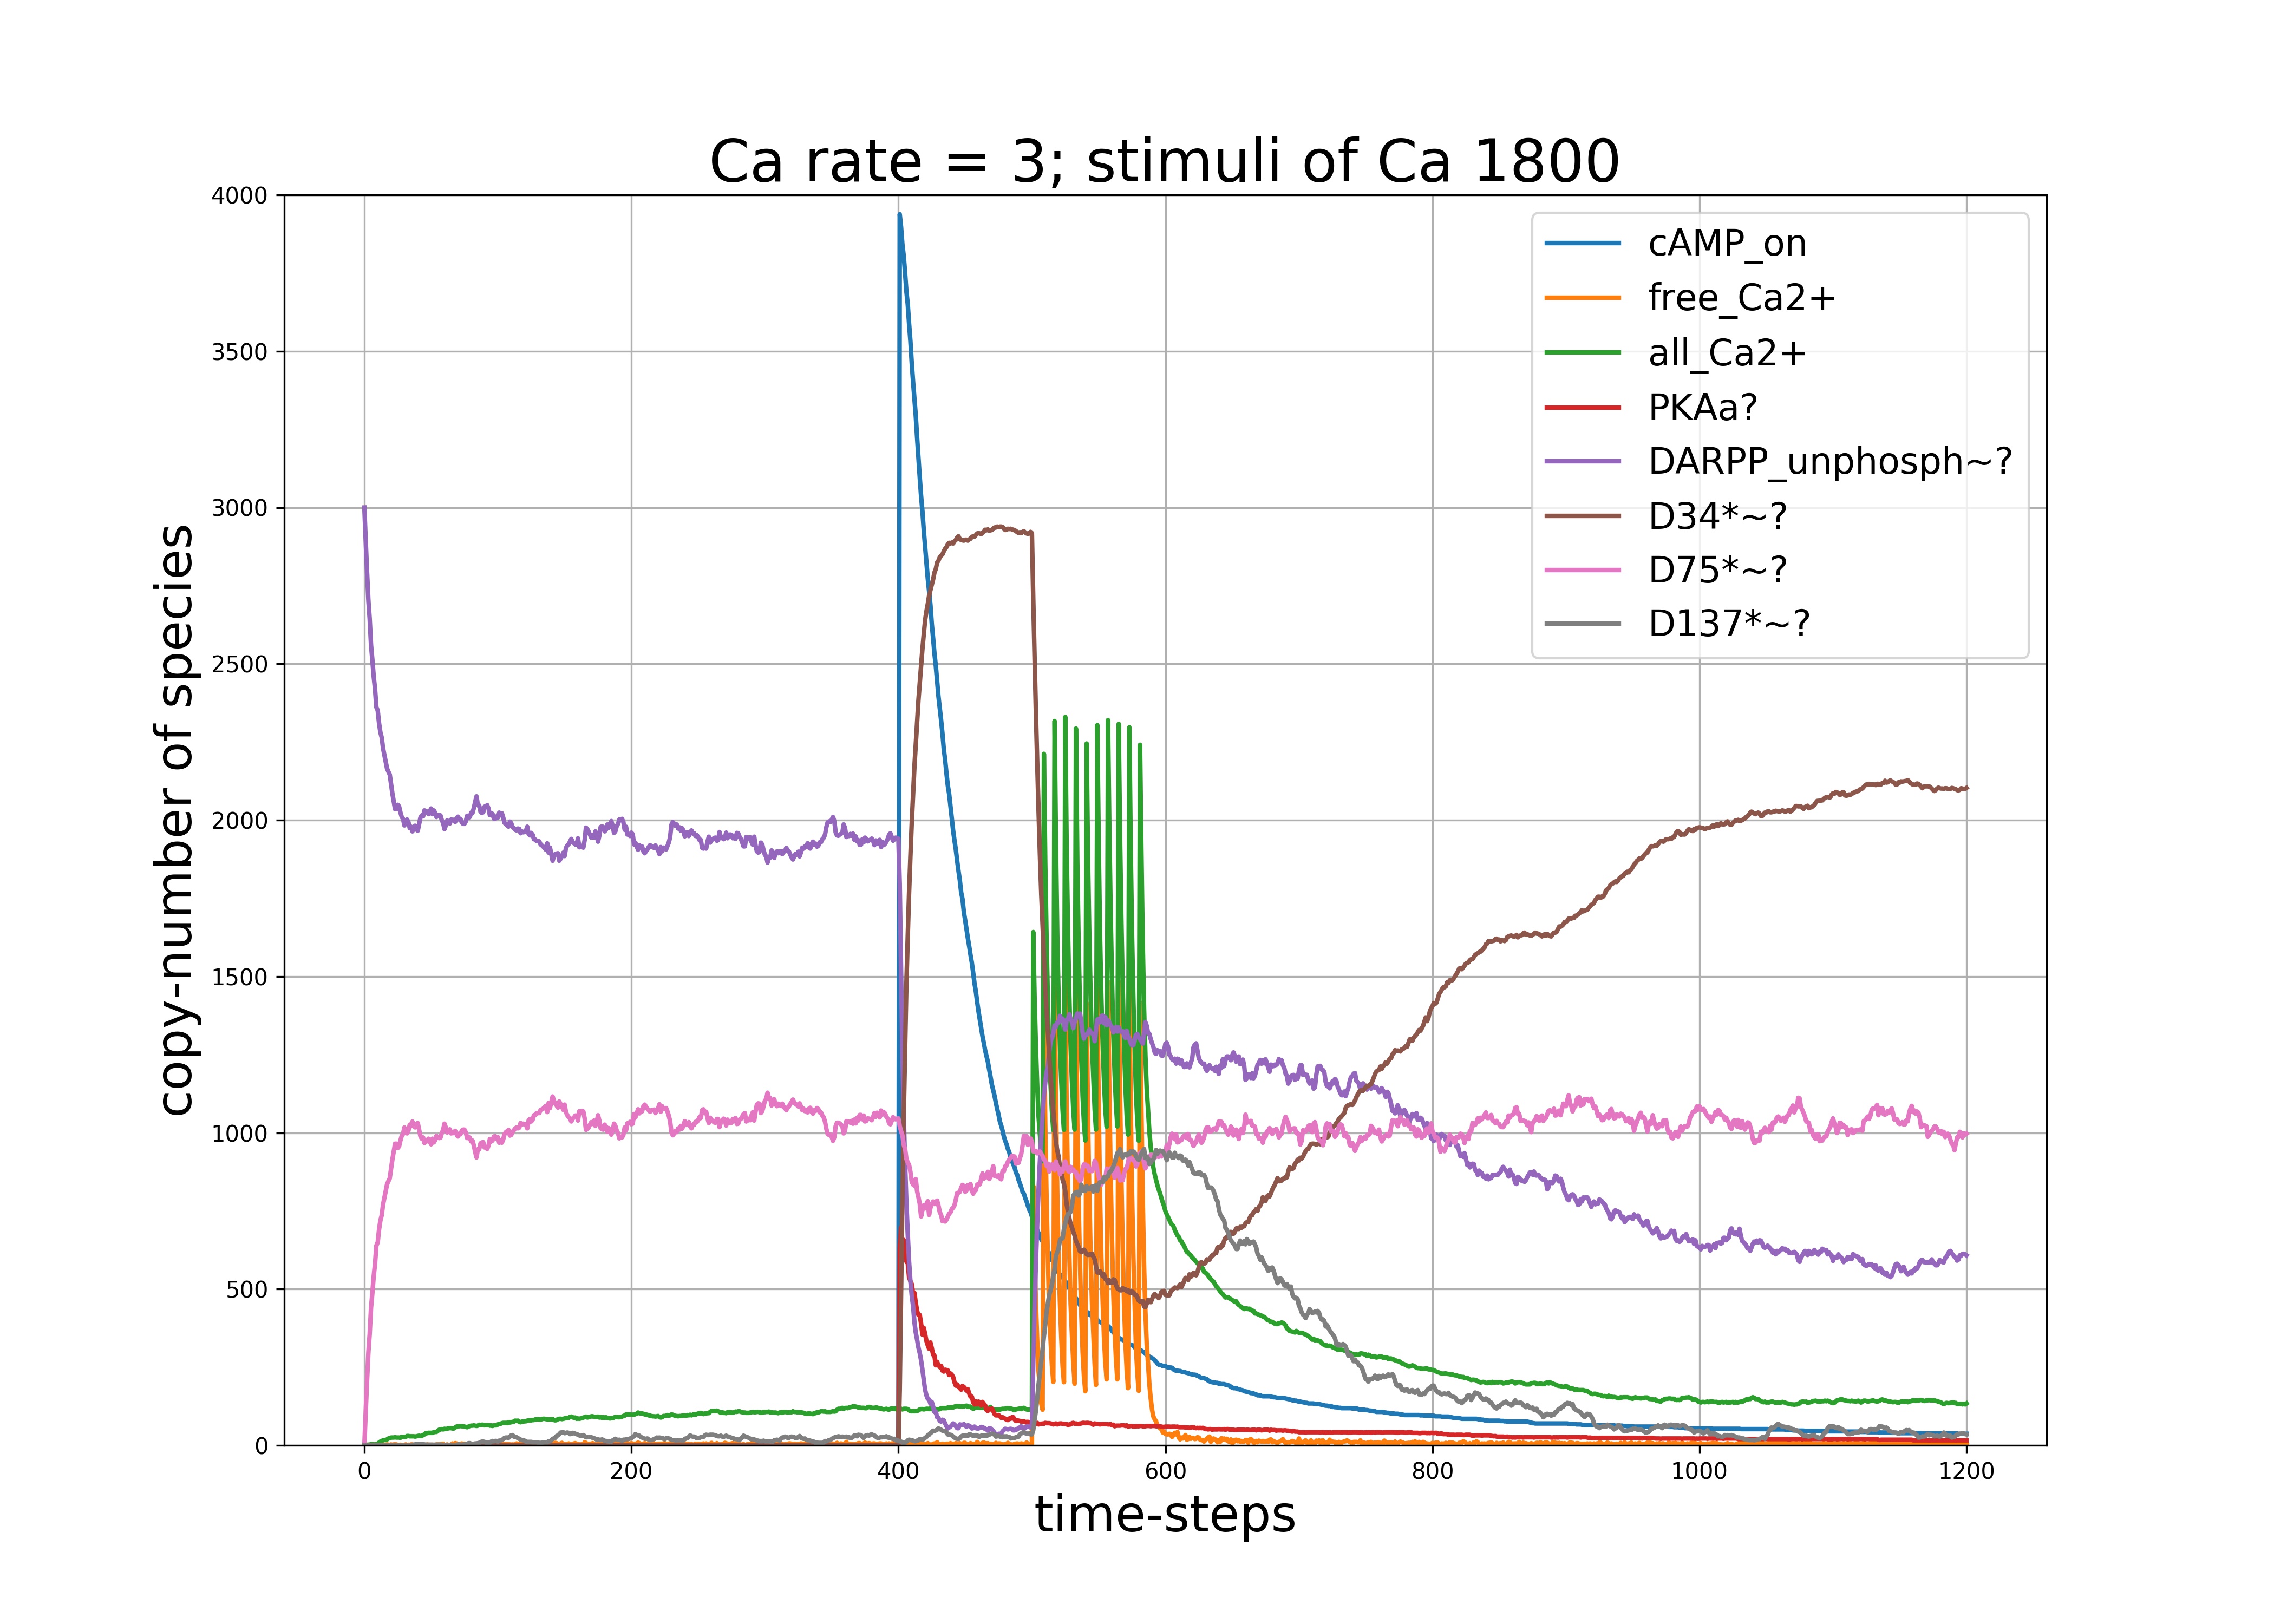 Ca rate = 3; stimuli of Ca 1800
4000
3500
3000
2500
2000
1500
1000
500
0
copy-number of species
cAMP_on
free_Ca2+
all_Ca2+
PKAa?
DARPP_unphosph~?
D34*~?
D75*~?
D137*~?
0 200 400 600 800 1000 1200
time-steps